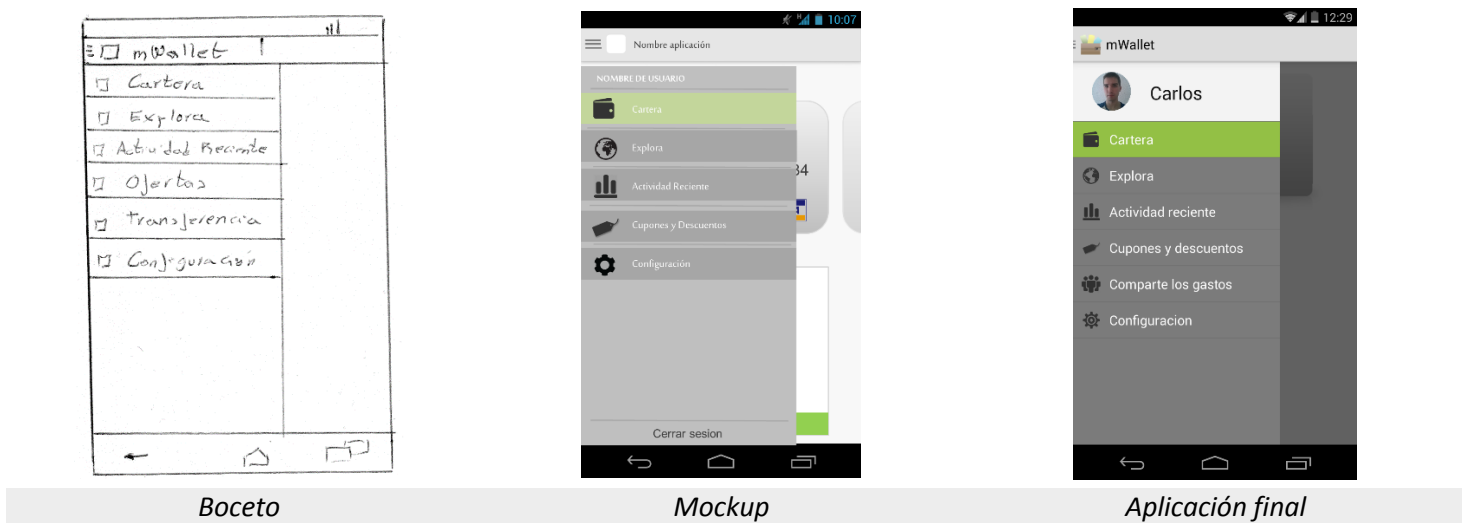 mWallet
Cartera
Explora
Actividad Reciente
Ofertas
Transferencia
Configuración
Boceto
10:07
Nombre aplicación
NOMBRE DE USUARIO
Cartera
Explora
Actividad Reciente
Cupones y Descuentos
Configuración
34
Cerrar sesion
Mockup
12:29
mWallet
Carlos
Cartera
Explora
Actividad reciente
Cupones y descuentos
Comparte los gastos
Configuracion
Aplicación final